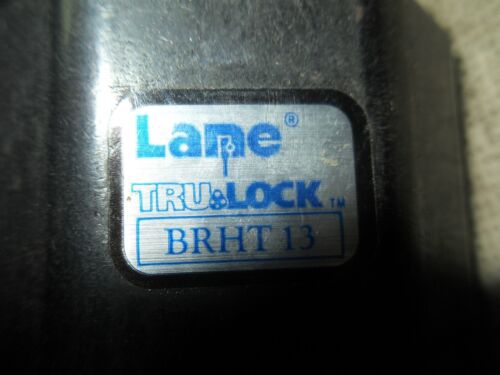 Lane®
TRU LOCK ™
BRHT 13